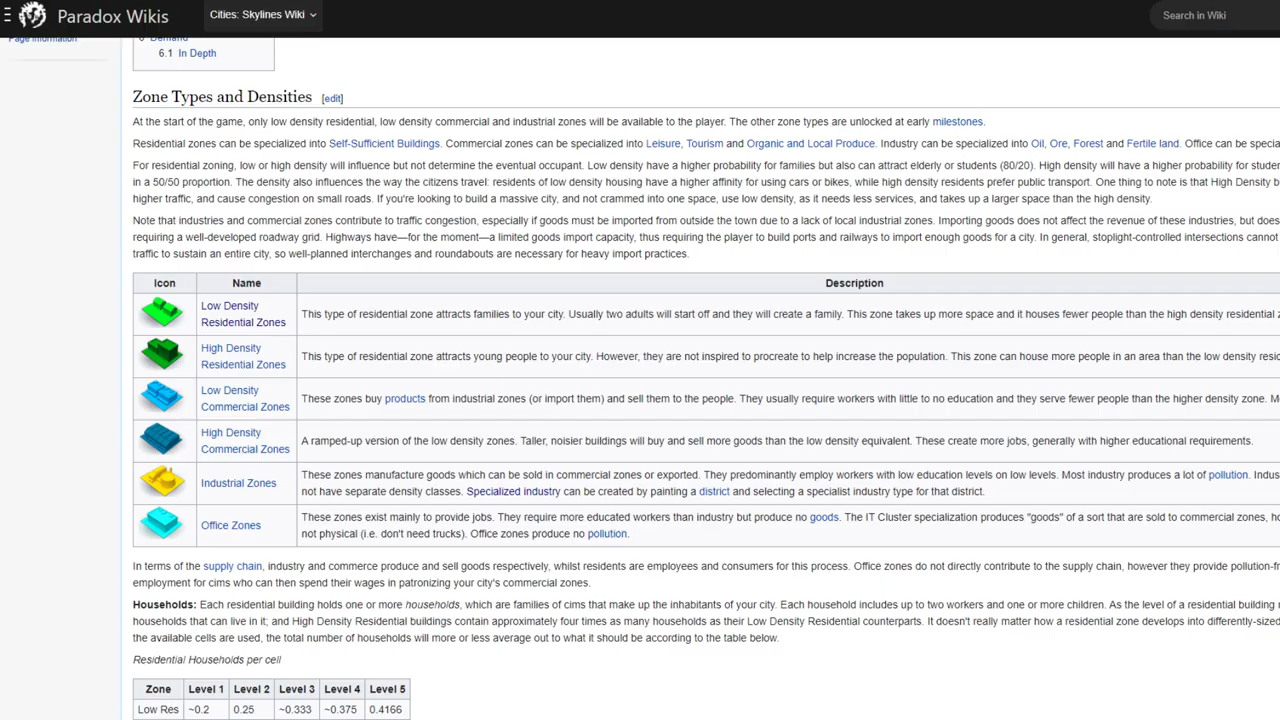 Paradox Wikis
Cities: Skylines Wiki
Search in Wiki
Page information
6 Demand
6.1 In Depth
Zone Types and Densities [edit]
At the start of the game, only low density residential, low density commercial and industrial zones will be available to the player. The other zone types are unlocked at early milestones.
Residential zones can be specialized into Self-Sufficient Buildings. Commercial zones can be specialized into Leisure, Tourism and Organic and Local Produce. Industry can be specialized into Oil, Ore, Forest and Fertile land. Office can be specia
For residential zoning, low or high density will influence but not determine the eventual occupant. Low density have a higher probability for families but also can attract elderly or students (80/20). High density will have a higher probability for stude
in a 50/50 proportion. The density also influences the way the citizens travel: residents of low density housing have a higher affinity for using cars or bikes, while high density residents prefer public transport. One thing to note is that High Density b
higher traffic, and cause congestion on small roads. If you're looking to build a massive city, and not crammed into one space, use low density, as it needs less services, and takes up a larger space than the high density.
Note that industries and commercial zones contribute to traffic congestion, especially if goods must be imported from outside the town due to a lack of local industrial zones. Importing goods does not affect the revenue of these industries, but does
requiring a well-developed roadway grid. Highways have—for the moment—a limited goods import capacity, thus requiring the player to build ports and railways to import enough goods for a city. In general, stoplight-controlled intersections cannot
traffic to sustain an entire city, so well-planned interchanges and roundabouts are necessary for heavy import practices.
Icon Name Description
Low Density
Residential Zones
This type of residential zone attracts families to your city. Usually two adults will start off and they will create a family. This zone takes up more space and it houses fewer people than the high density residential z
High Density
Residential Zones
This type of residential zone attracts young people to your city. However, they are not inspired to procreate to help increase the population. This zone can house more people in an area than the low density resi
Low Density
Commercial Zones
These zones buy products from industrial zones (or import them) and sell them to the people. They usually require workers with little to no education and they serve fewer people than the higher density zone. Mo
High Density
Commercial Zones
A ramped-up version of the low density zones. Taller, noisier buildings will buy and sell more goods than the low density equivalent. These create more jobs, generally with higher educational requirements.
Industrial Zones
These zones manufacture goods which can be sold in commercial zones or exported. They predominantly employ workers with low education levels on low levels. Most industry produces a lot of pollution. Indus
not have separate density classes. Specialized industry can be created by painting a district and selecting a specialist industry type for that district.
Office Zones
These zones exist mainly to provide jobs. They require more educated workers than industry but produce no goods. The IT Cluster specialization produces "goods" of a sort that are sold to commercial zones, ho
not physical (i.e. don't need trucks). Office zones produce no pollution.
In terms of the supply chain, industry and commerce produce and sell goods respectively, whilst residents are employees and consumers for this process. Office zones do not directly contribute to the supply chain, however they provide pollution-fr
employment for cims who can then spend their wages in patronizing your city's commercial zones.
Households: Each residential building holds one or more households, which are families of cims that make up the inhabitants of your city. Each household includes up to two workers and one or more children. As the level of a residential building
households that can live in it; and High Density Residential buildings contain approximately four times as many households as their Low Density Residential counterparts. It doesn't really matter how a residential zone develops into differently-sized
the available cells are used, the total number of households will more or less average out to what it should be according to the table below.
Residential Households per cell
Zone Level 1 Level 2 Level 3 Level 4 Level 5
Low Res ~0.2 0.25 ~0.333 ~0.375 0.4166